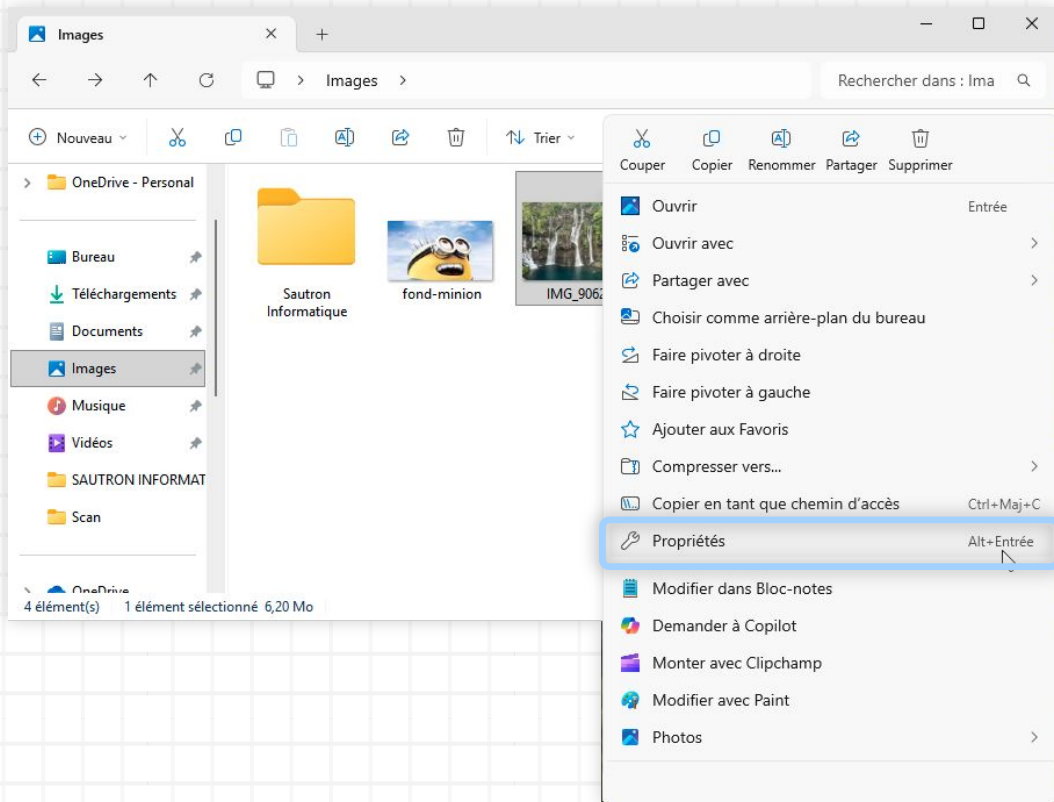 Images
Images
Rechercher dans : Ima
Nouveau
Trier
Couper Copier Renommer Partager Supprimer
OneDrive - Personal
Bureau
Téléchargements
Documents
Images
Musique
Vidéos
SAUTRON INFORMAT
Scan
OneDrive
Sautron
Informatique
fond-minion
IMG_9062
4 élément(s) 1 élément sélectionné 6,20 Mo
Ouvrir Entrée
Ouvrir avec
Partager avec
Choisir comme arrière-plan du bureau
Faire pivoter à droite
Faire pivoter à gauche
Ajouter aux Favoris
Compresser vers...
Copier en tant que chemin d’accès Ctrl+Maj+C
Propriétés Alt+Entrée
Modifier dans Bloc-notes
Demander à Copilot
Monter avec Clipchamp
Modifier avec Paint
Photos